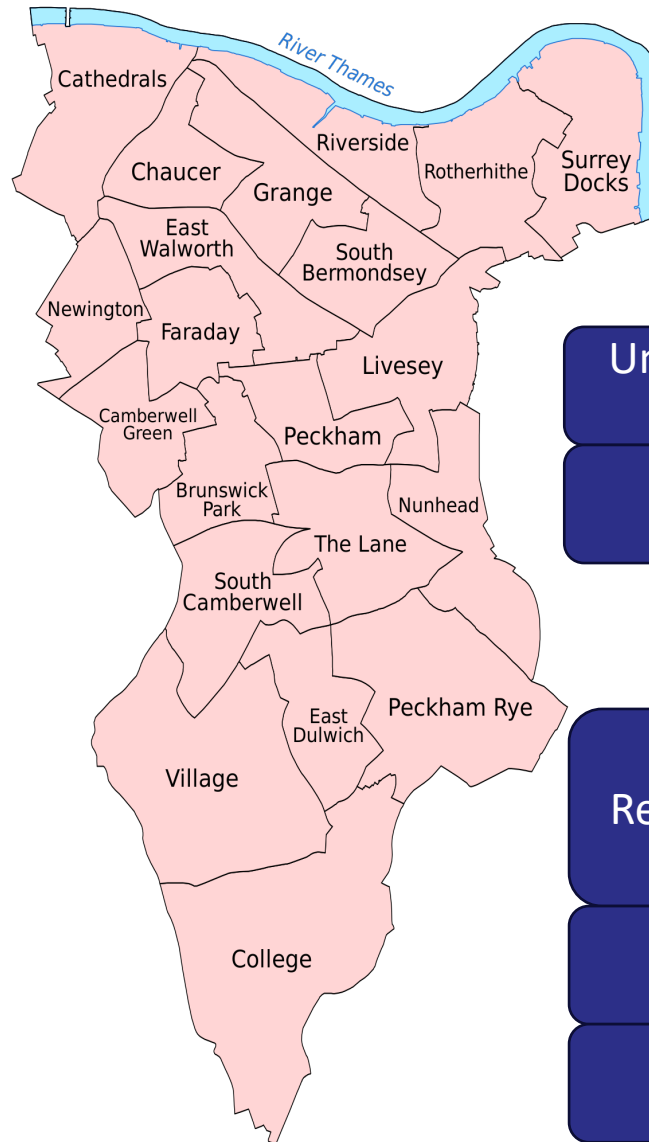 River Thames
Cathedrals
Riverside
Chaucer
Rotherhithe
Surrey
Docks
Grange
East
Walworth
South
Bermondsey
Newington
Faraday
Livesey
Camberwell
Green
Peckham
Brunswick
Park
Nunhead
The Lane
South
Camberwell
Peckham Rye
East
Dulwich
Village
College